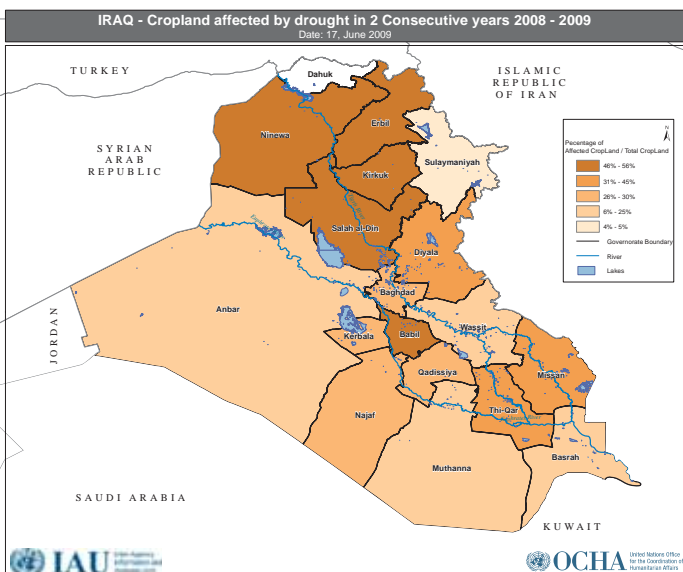 IRAQ - Cropland affected by drought in 2 Consecutive years 2008 - 2009
Date: 17, June 2009
TURKEY
ISLAMIC
REPUBLIC
OF IRAN
SYRIAN
ARAB
REPUBLIC
JORDAN
SAUDI ARABIA
KUWAIT
Dahuk
Ninewa
Erbil
Sulaymaniyah
Kirkuk
Salah al-Din
Diyala
Baghdad
Anbar
Kerbala
Babil
Wassit
Qadissiya
Missan
Najaf
Thi-Qar
Muthanna
Basrah
N
Percentage of
Affected CropLand / Total CropLand
46% - 56%
31% - 45%
26% - 30%
6% - 25%
4% - 5%
Governorate Boundary
River
Lakes
IAU
Inter-Agency
Information and
OCHA
United Nations Office
for the Coordination of
Humanitarian Affairs